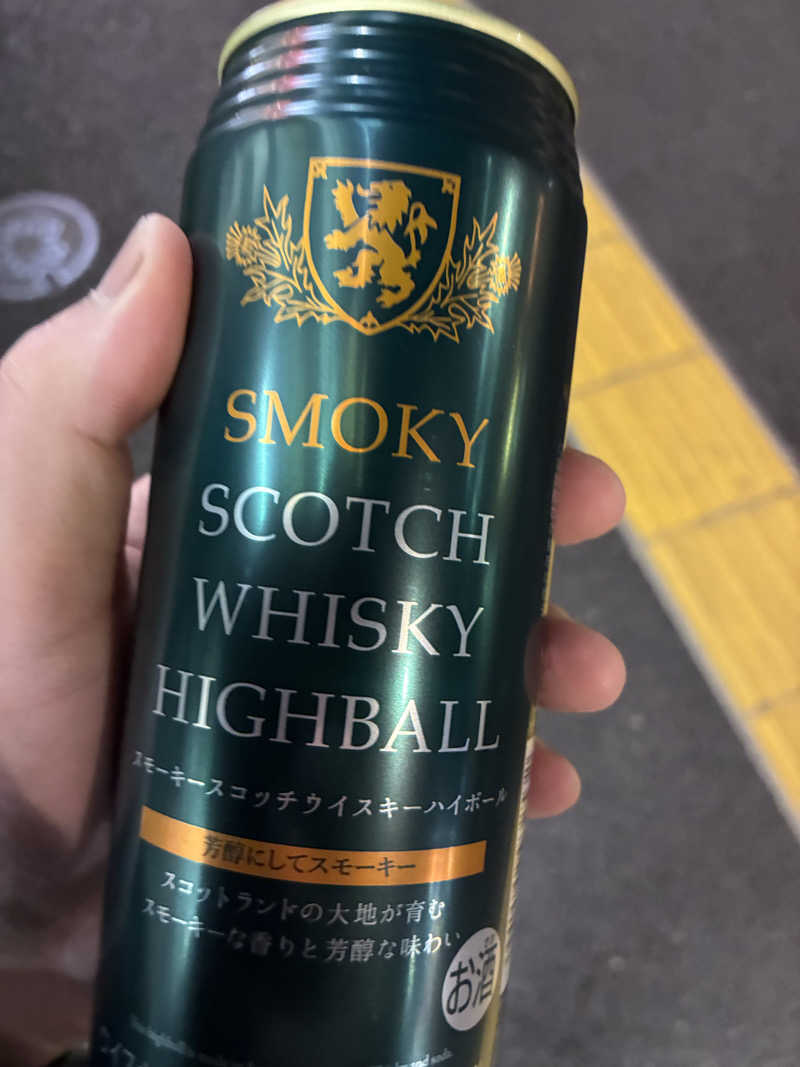 SMOKY
SCOTCH
WHISKY
HIGHBALL
スモーキースコッチウイスキーハイボール
芳醇にしてスモーキー
スコットランドの大地が育む
スモーキーな香りと芳醇な味わい
お酒
and soda.